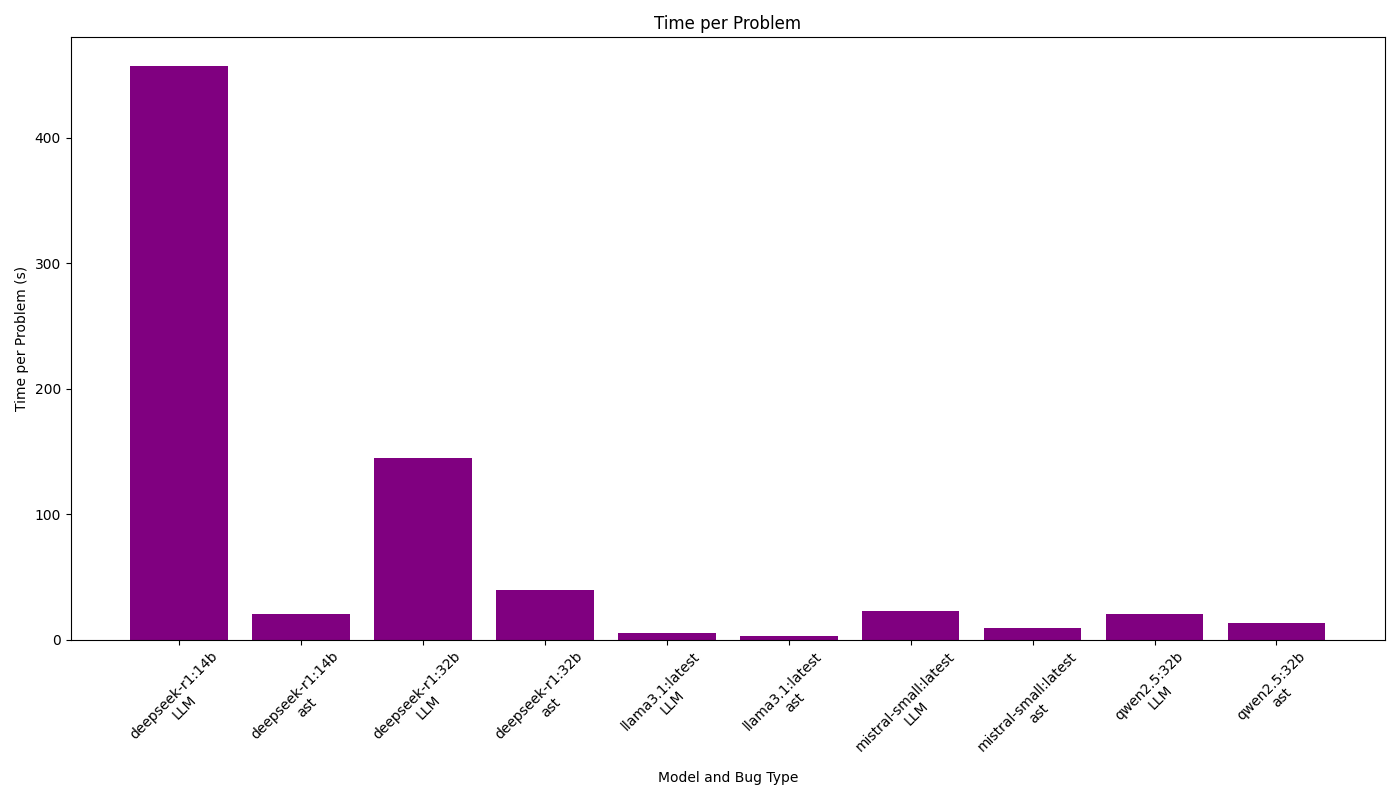 Time per Problem
Time per Problem (s)
400
300
200
100
0
deepseek-r1:14b
LLM
deepseek-r1:14b
ast
deepseek-r1:32b
LLM
deepseek-r1:32b
ast
llama3.1:latest
LLM
llama3.1:latest
ast
mistral-small:latest
LLM
mistral-small:latest
ast
qwen2.5:32b
LLM
qwen2.5:32b
ast
Model and Bug Type